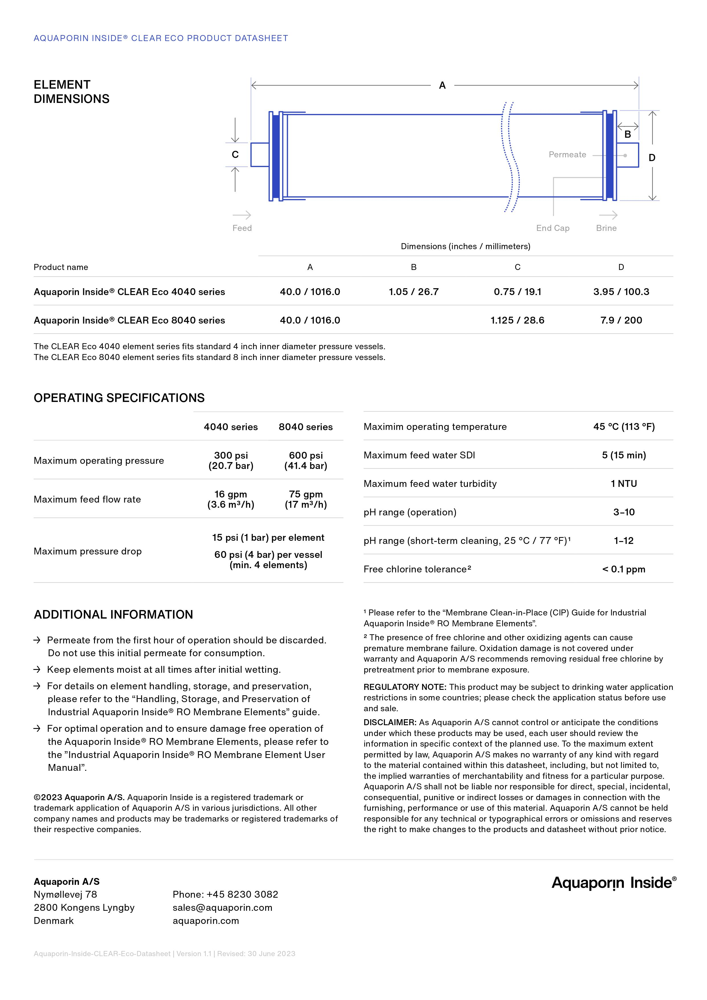 AQUAPORIN INSIDE® CLEAR ECO PRODUCT DATASHEET
ELEMENT
DIMENSIONS
A
B
C
D
Permeate
Feed
End Cap
Brine
Dimensions (inches / millimeters)
Product name A B C D
Aquaporin Inside® CLEAR Eco 4040 series 40.0 / 1016.0 1.05 / 26.7 0.75 / 19.1 3.95 / 100.3
Aquaporin Inside® CLEAR Eco 8040 series 40.0 / 1016.0 1.125 / 28.6 7.9 / 200
The CLEAR Eco 4040 element series fits standard 4 inch inner diameter pressure vessels.
The CLEAR Eco 8040 element series fits standard 8 inch inner diameter pressure vessels.
OPERATING SPECIFICATIONS
4040 series 8040 series
Maximum operating pressure
300 psi
(20.7 bar)
600 psi
(41.4 bar)
Maximum feed flow rate
16 gpm
(3.6 m³/h)
75 gpm
(17 m³/h)
Maximum pressure drop
15 psi (1 bar) per element
60 psi (4 bar) per vessel
(min. 4 elements)
Maximim operating temperature 45 °C (113 °F)
Maximum feed water SDI 5 (15 min)
Maximum feed water turbidity 1 NTU
pH range (operation) 3–10
pH range (short-term cleaning, 25 °C / 77 °F)¹ 1–12
Free chlorine tolerance² < 0.1 ppm
ADDITIONAL INFORMATION
→ Permeate from the first hour of operation should be discarded.
Do not use this initial permeate for consumption.
→ Keep elements moist at all times after initial wetting.
→ For details on element handling, storage, and preservation,
please refer to the “Handling, Storage, and Preservation of
Industrial Aquaporin Inside® RO Membrane Elements” guide.
→ For optimal operation and to ensure damage free operation of
the Aquaporin Inside® RO Membrane Elements, please refer to
the ”Industrial Aquaporin Inside® RO Membrane Element User
Manual”.
©2023 Aquaporin A/S. Aquaporin Inside is a registered trademark or
trademark application of Aquaporin A/S in various jurisdictions. All other
company names and products may be trademarks or registered trademarks of
their respective companies.
¹ Please refer to the “Membrane Clean-in-Place (CIP) Guide for Industrial
Aquaporin Inside® RO Membrane Elements”.
² The presence of free chlorine and other oxidizing agents can cause
premature membrane failure. Oxidation damage is not covered under
warranty and Aquaporin A/S recommends removing residual free chlorine by
pretreatment prior to membrane exposure.
REGULATORY NOTE: This product may be subject to drinking water application
restrictions in some countries; please check the application status before use
and sale.
DISCLAIMER: As Aquaporin A/S cannot control or anticipate the conditions
under which these products may be used, each user should review the
information in specific context of the planned use. To the maximum extent
permitted by law, Aquaporin A/S makes no warranty of any kind with regard
to the material contained within this datasheet, including, but not limited to,
the implied warranties of merchantability and fitness for a particular purpose.
Aquaporin A/S shall not be liable nor responsible for direct, special, incidental,
consequential, punitive or indirect losses or damages in connection with the
furnishing, performance or use of this material. Aquaporin A/S cannot be held
responsible for any technical or typographical errors or omissions and reserves
the right to make changes to the products and datasheet without prior notice.
Aquaporin A/S
Nymøllevej 78
2800 Kongens Lyngby
Denmark
Phone: +45 8230 3082
sales@aquaporin.com
aquaporin.com
Aquaporin Inside®
Aquaporin-Inside-CLEAR-Eco-Datasheet | Version 1.1 | Revised: 30 June 2023